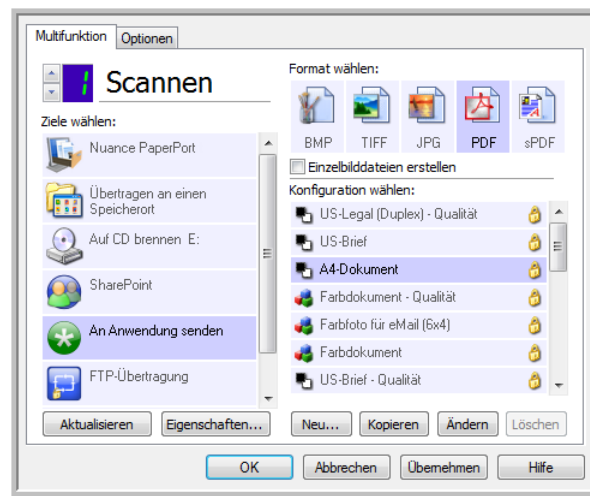 Multifunktion
Optionen
1
Scannen
Format wählen:
BMP
TIFF
JPG
PDF
sPDF
Einzelbilddateien erstellen
Ziele wählen:
Nuance PaperPort
Übertragen an einen
Speicherort
Auf CD brennen E:
SharePoint
An Anwendung senden
FTP-Übertragung
Konfiguration wählen:
US-Legal (Duplex) - Qualität
US-Brief
A4-Dokument
Farbdokument - Qualität
Farbfoto für eMail (6x4)
Farbdokument
US-Brief - Qualität
Aktualisieren
Eigenschaften...
Neu...
Kopieren
Ändern
Löschen
OK
Abbrechen
Übernehmen
Hilfe